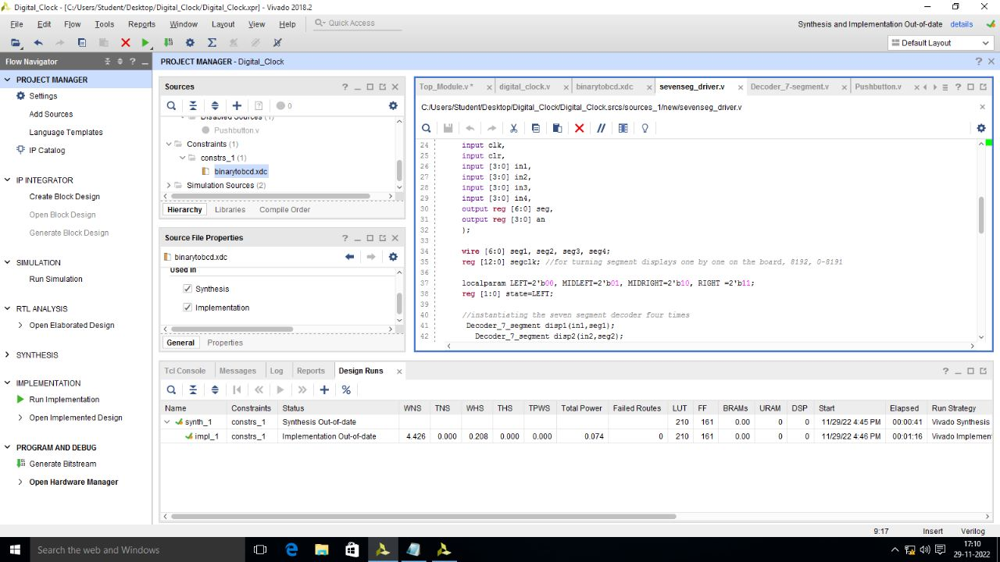 Digital_Clock - [C:/Users/Student/Desktop/Digital_Clock/Digital_Clock.xpr] - Vivado 2018.2
File Edit Flow Tools Reports Window Layout View Help Quick Access
Synthesis and Implementation Out-of-date details
Default Layout
Flow Navigator
PROJECT MANAGER
Settings
Add Sources
Language Templates
IP Catalog
IP INTEGRATOR
Create Block Design
Open Block Design
Generate Block Design
SIMULATION
Run Simulation
RTL ANALYSIS
Open Elaborated Design
SYNTHESIS
IMPLEMENTATION
Run Implementation
Open Implemented Design
PROGRAM AND DEBUG
Generate Bitstream
Open Hardware Manager
PROJECT MANAGER - Digital_Clock
Sources
0
Disabled Sources (1)
Pushbutton.v
Constraints (1)
constrs_1 (1)
binarytobcd.xdc
Simulation Sources (2)
Hierarchy Libraries Compile Order
Source File Properties
binarytobcd.xdc
Used In
Synthesis
Implementation
General Properties
Top_Module.v * digital_clock.v binarytobcd.xdc sevenseg_driver.v Decoder_7-segment.v Pushbutton.v
C:/Users/Student/Desktop/Digital_Clock/Digital_Clock.srcs/sources_1/new/sevenseg_driver.v
24 input clk,
25 input clr,
26 input [3:0] in1,
27 input [3:0] in2,
28 input [3:0] in3,
29 input [3:0] in4,
30 output reg [6:0] seg,
31 output reg [3:0] an
32 );
33
34 wire [6:0] seg1, seg2, seg3, seg4;
35 reg [12:0] segclk; //for turning segment displays one by one on the board, 8192, 0-8191
36
37 localparam LEFT=2'b00, MIDLEFT=2'b01, MIDRIGHT=2'b10, RIGHT =2'b11;
38 reg [1:0] state=LEFT;
39
40 //instantiating the seven segment decoder four times
41 Decoder_7_segment disp1(in1,seg1);
42 Decoder_7_segment disp2(in2,seg2);
Tcl Console Messages Log Reports Design Runs
Name Constraints Status WNS TNS WHS THS TPWS Total Power Failed Routes LUT FF BRAMs URAM DSP Start Elapsed Run Strategy
synth_1 constrs_1 Synthesis Out-of-date 210 161 0.00 0 0 11/29/22 4:45 PM 00:00:41 Vivado Synthesis
impl_1 constrs_1 Implementation Out-of-date 4.426 0.000 0.208 0.000 0.000 0.074 0 210 161 0.00 0 0 11/29/22 4:46 PM 00:01:16 Vivado Implemen
9:17 Insert Verilog
Search the web and Windows
17:10
29-11-2022